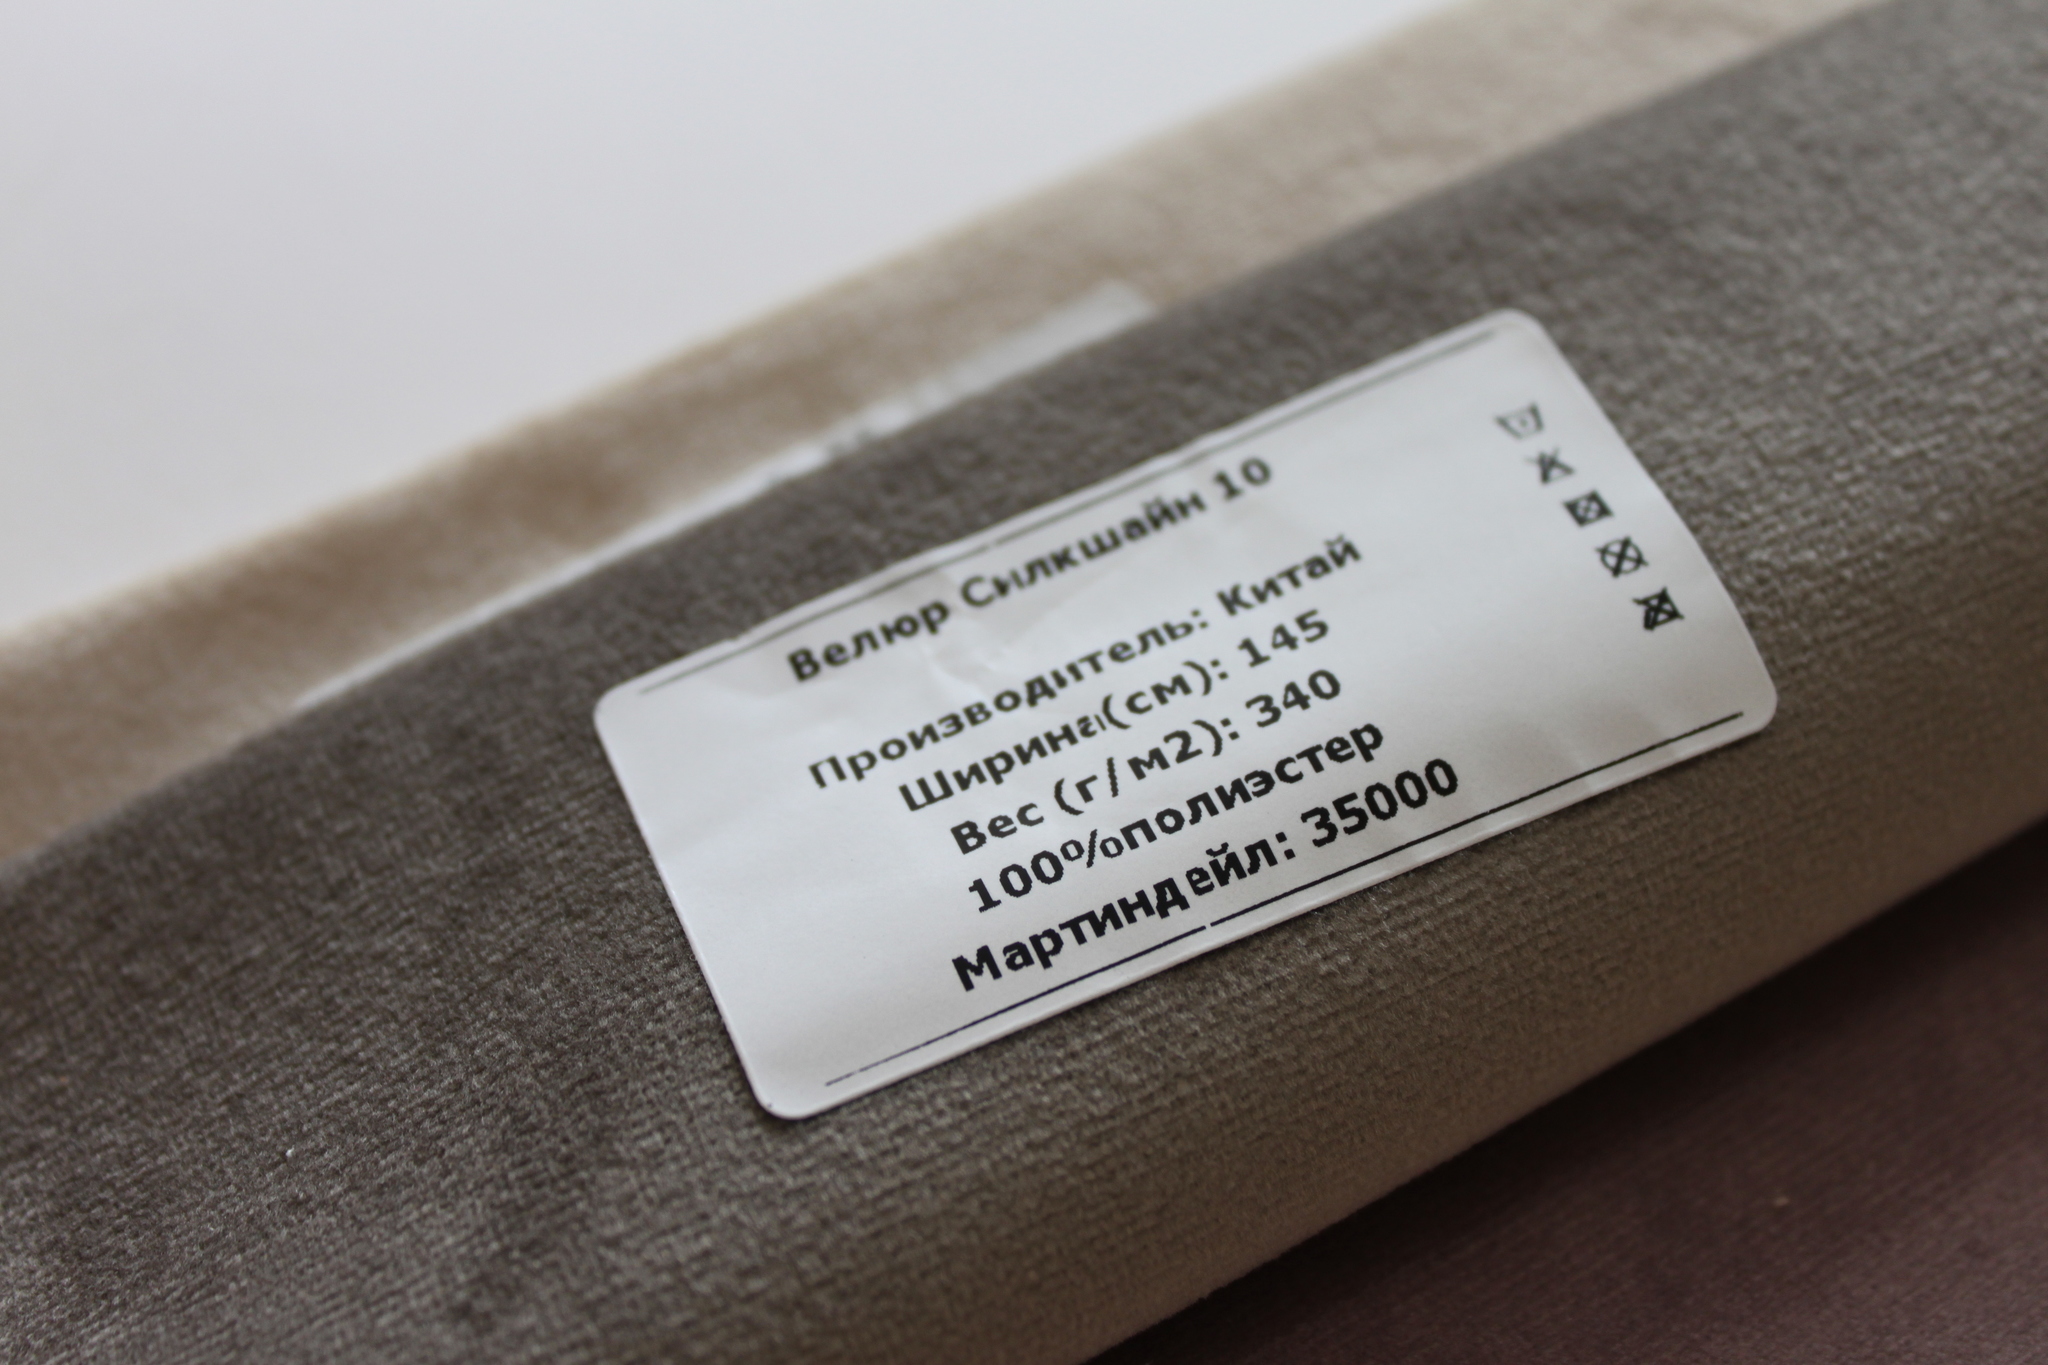 Велюр Силкшайн 10
Производитель: Китай
Ширина(см): 145
Вес (г/м2): 340
100%полиэстер
Мартиндейл: 35000